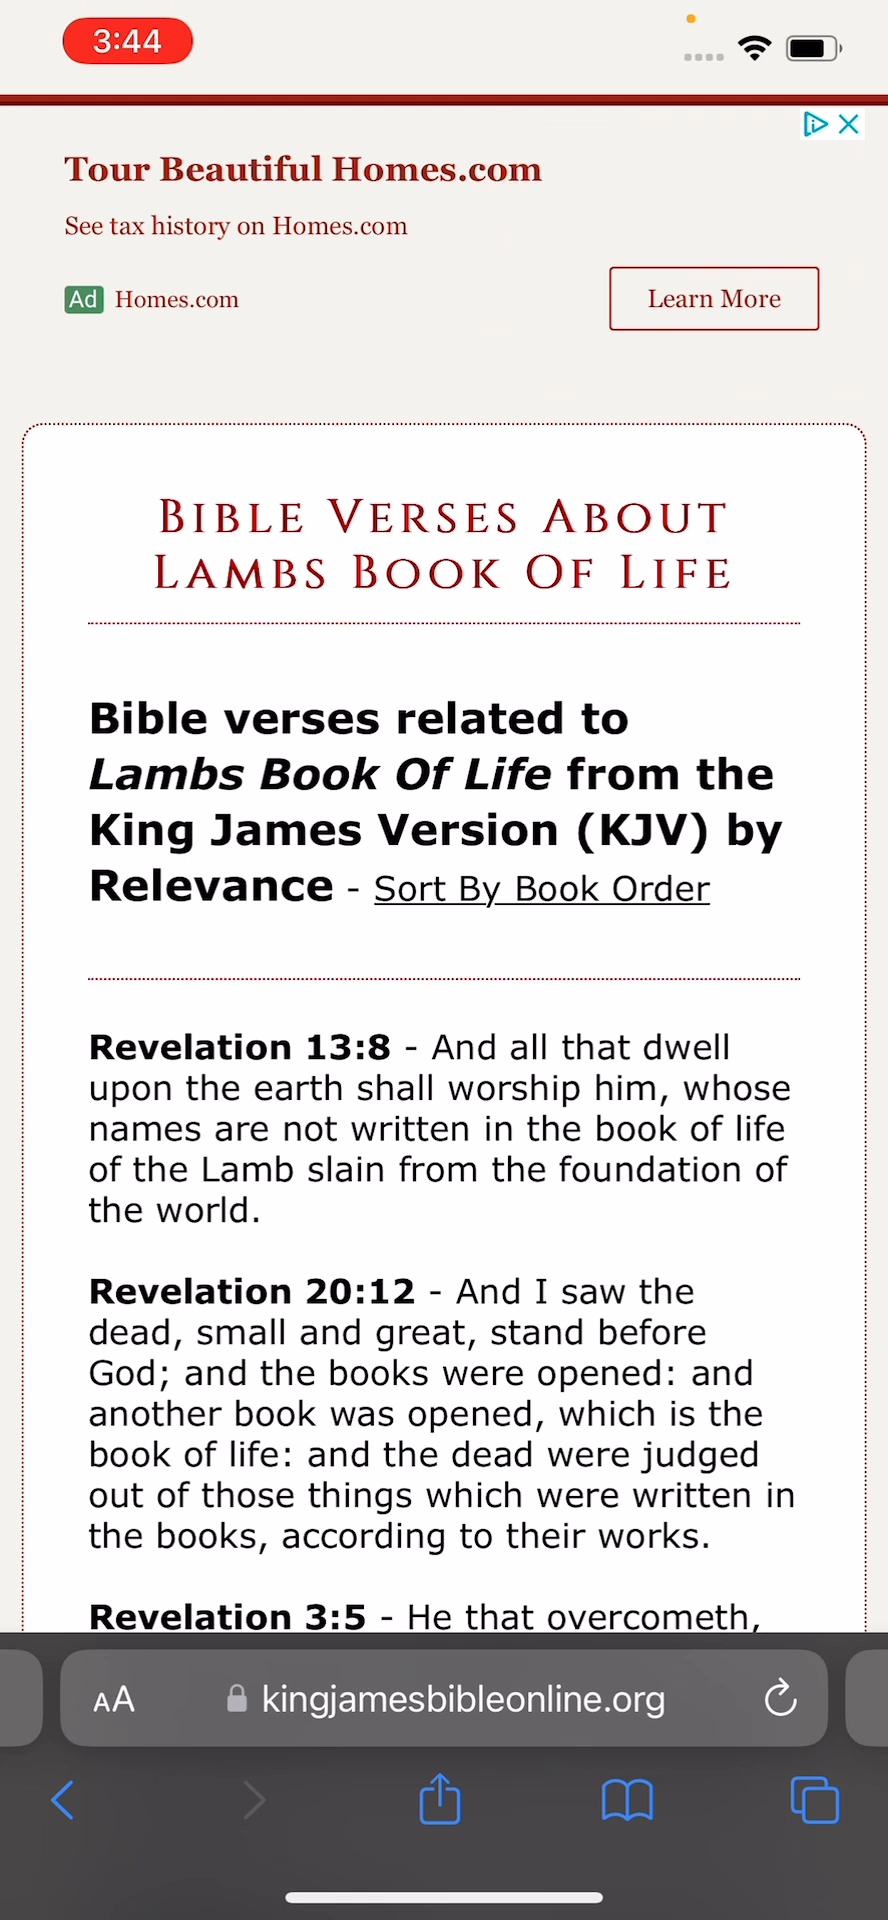 3:44
Tour Beautiful Homes.com
See tax history on Homes.com
Ad Homes.com
Learn More
BIBLE VERSES ABOUT
LAMBS BOOK OF LIFE
Bible verses related to
Lambs Book Of Life from the
King James Version (KJV) by
Relevance - Sort By Book Order
Revelation 13:8 - And all that dwell
upon the earth shall worship him, whose
names are not written in the book of life
of the Lamb slain from the foundation of
the world.
Revelation 20:12 - And I saw the
dead, small and great, stand before
God; and the books were opened: and
another book was opened, which is the
book of life: and the dead were judged
out of those things which were written in
the books, according to their works.
Revelation 3:5 - He that overcometh,
AA kingjamesbibleonline.org